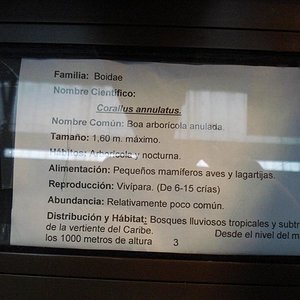 Familia: Boidae
Nombre Científico:
Corallus annulatus.
Nombre Común: Boa arborícola anulada.
Tamaño: 1,60 m. máximo.
Hábitos: Arborícola y nocturna.
Alimentación: Pequeños mamíferos aves y lagartijas.
Reproducción: Vivípara. (De 6-15 crías)
Abundancia: Relativamente poco común.
Distribución y Hábitat: Bosques lluviosos tropicales y subtr
de la vertiente del Caribe. Desde el nivel del m
los 1000 metros de altura 3